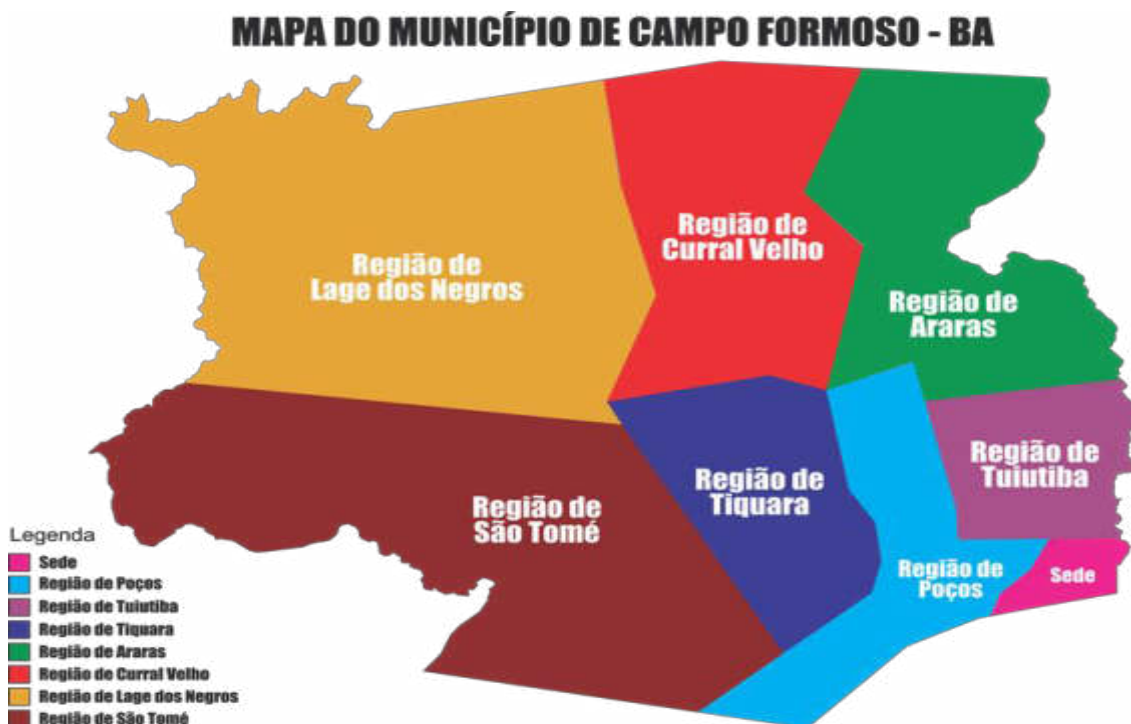 MAPA DO MUNICÍPIO DE CAMPO FORMOSO - BA
Região de
Curral Velho
Região de
Lage dos Negros
Região de
Araras
Região de
Tuiutiba
Região de
Tiquara
Região de
São Tomé
Região de
Poços
Sede
Legenda
Sede
Região de Poços
Região de Tuiutiba
Região de Tiquara
Região de Araras
Região de Curral Velho
Região de Lage dos Negros
Região de São Tomé